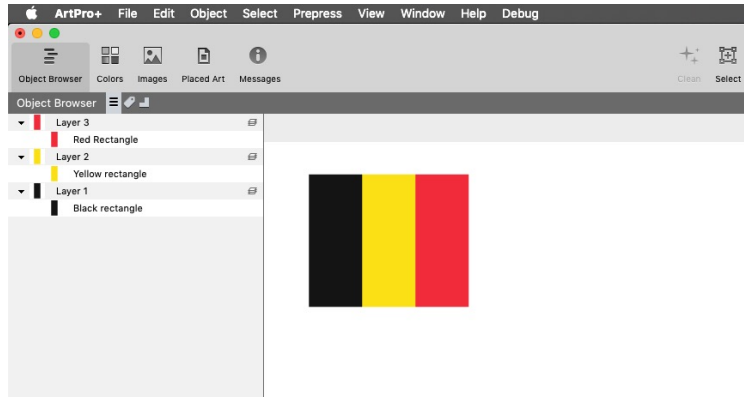 ArtPro+ File Edit Object Select Prepress View Window Help Debug
Object Browser Colors Images Placed Art Messages Clean Select
Object Browser
Layer 3
Red Rectangle
Layer 2
Yellow rectangle
Layer 1
Black rectangle